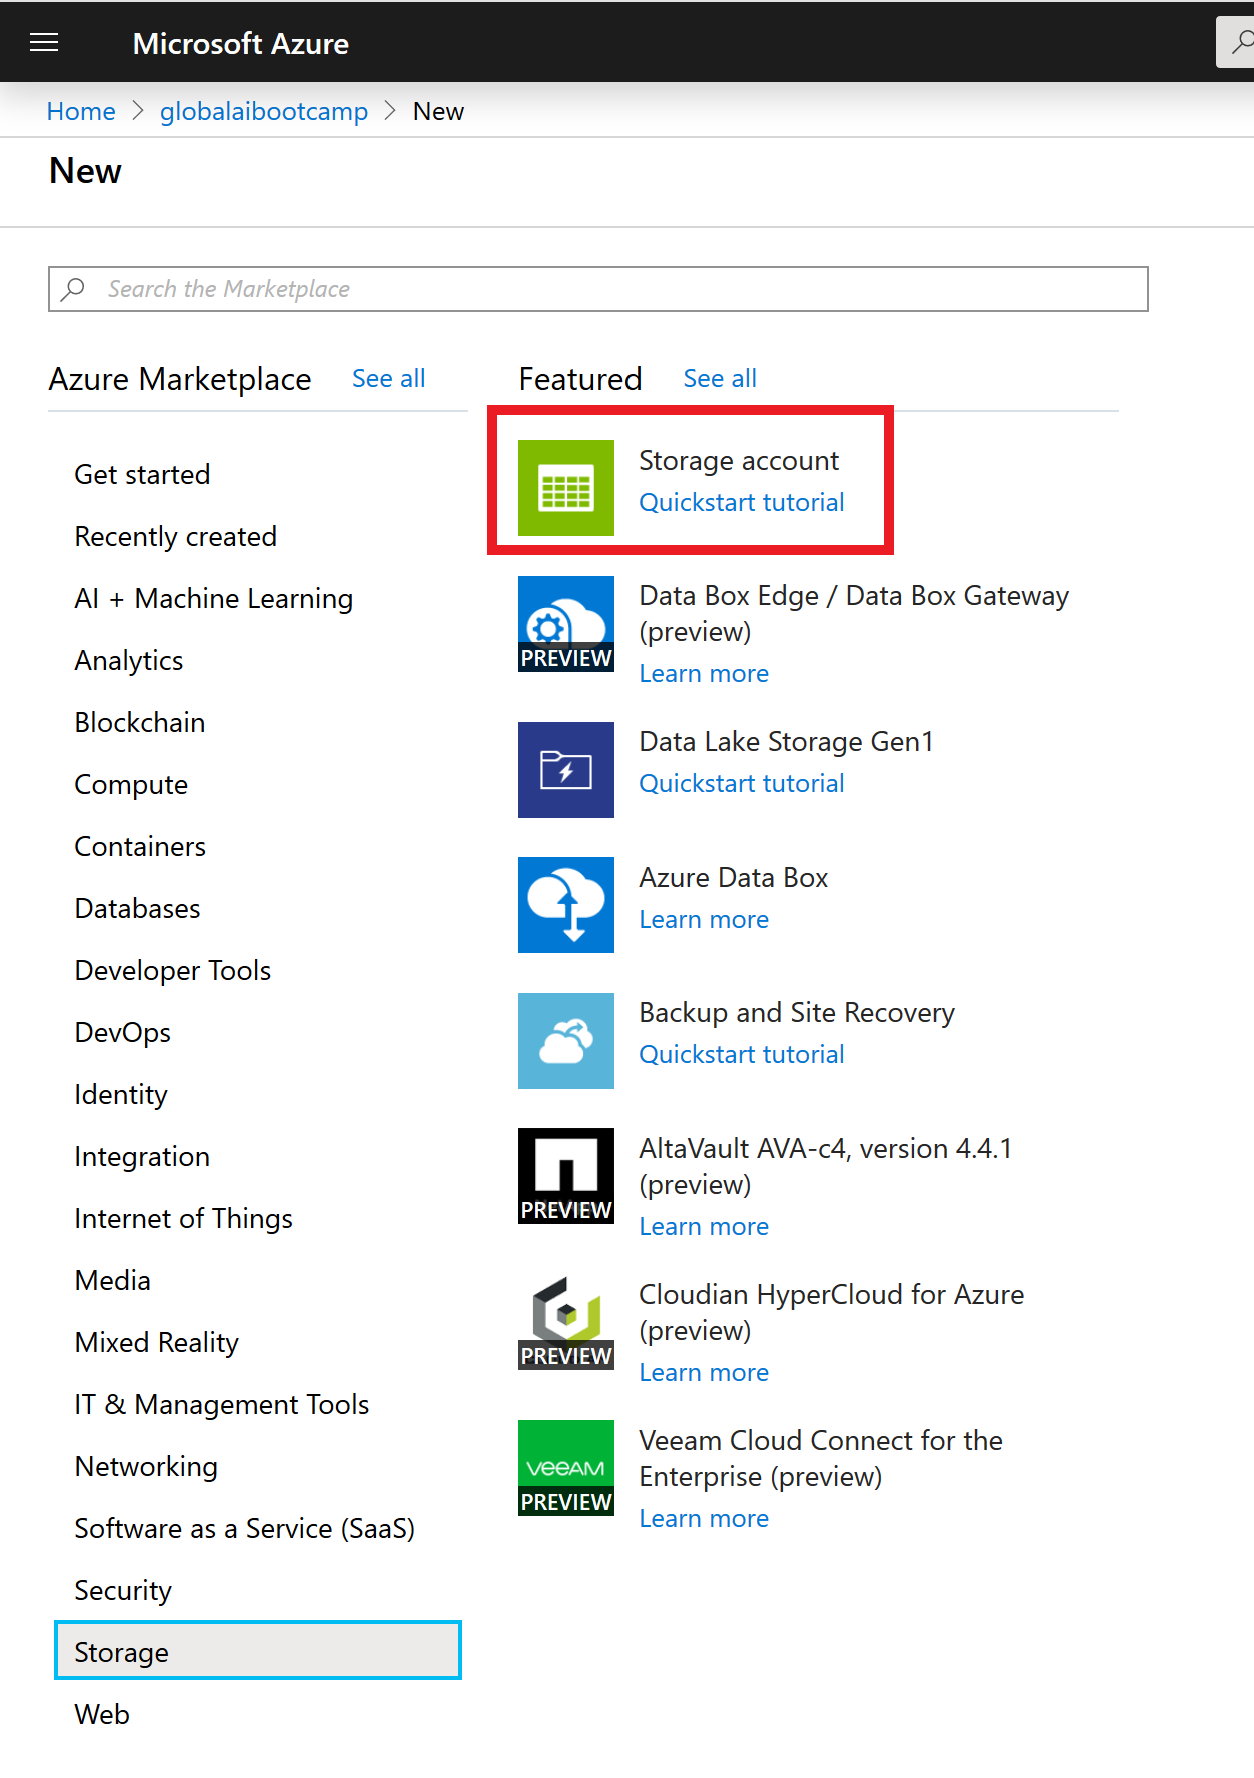 Microsoft Azure
Home > globalaibootcamp > New
New
Search the Marketplace
Azure Marketplace See all
Get started
Recently created
AI + Machine Learning
Analytics
Blockchain
Compute
Containers
Databases
Developer Tools
DevOps
Identity
Integration
Internet of Things
Media
Mixed Reality
IT & Management Tools
Networking
Software as a Service (SaaS)
Security
Storage
Web
Featured See all
Storage account
Quickstart tutorial
Data Box Edge / Data Box Gateway
(preview)
PREVIEW
Learn more
Data Lake Storage Gen1
Quickstart tutorial
Azure Data Box
Learn more
Backup and Site Recovery
Quickstart tutorial
AltaVault AVA-c4, version 4.4.1
(preview)
PREVIEW
Learn more
Cloudian HyperCloud for Azure
(preview)
PREVIEW
Learn more
Veeam Cloud Connect for the
Enterprise (preview)
veeAM
PREVIEW
Learn more